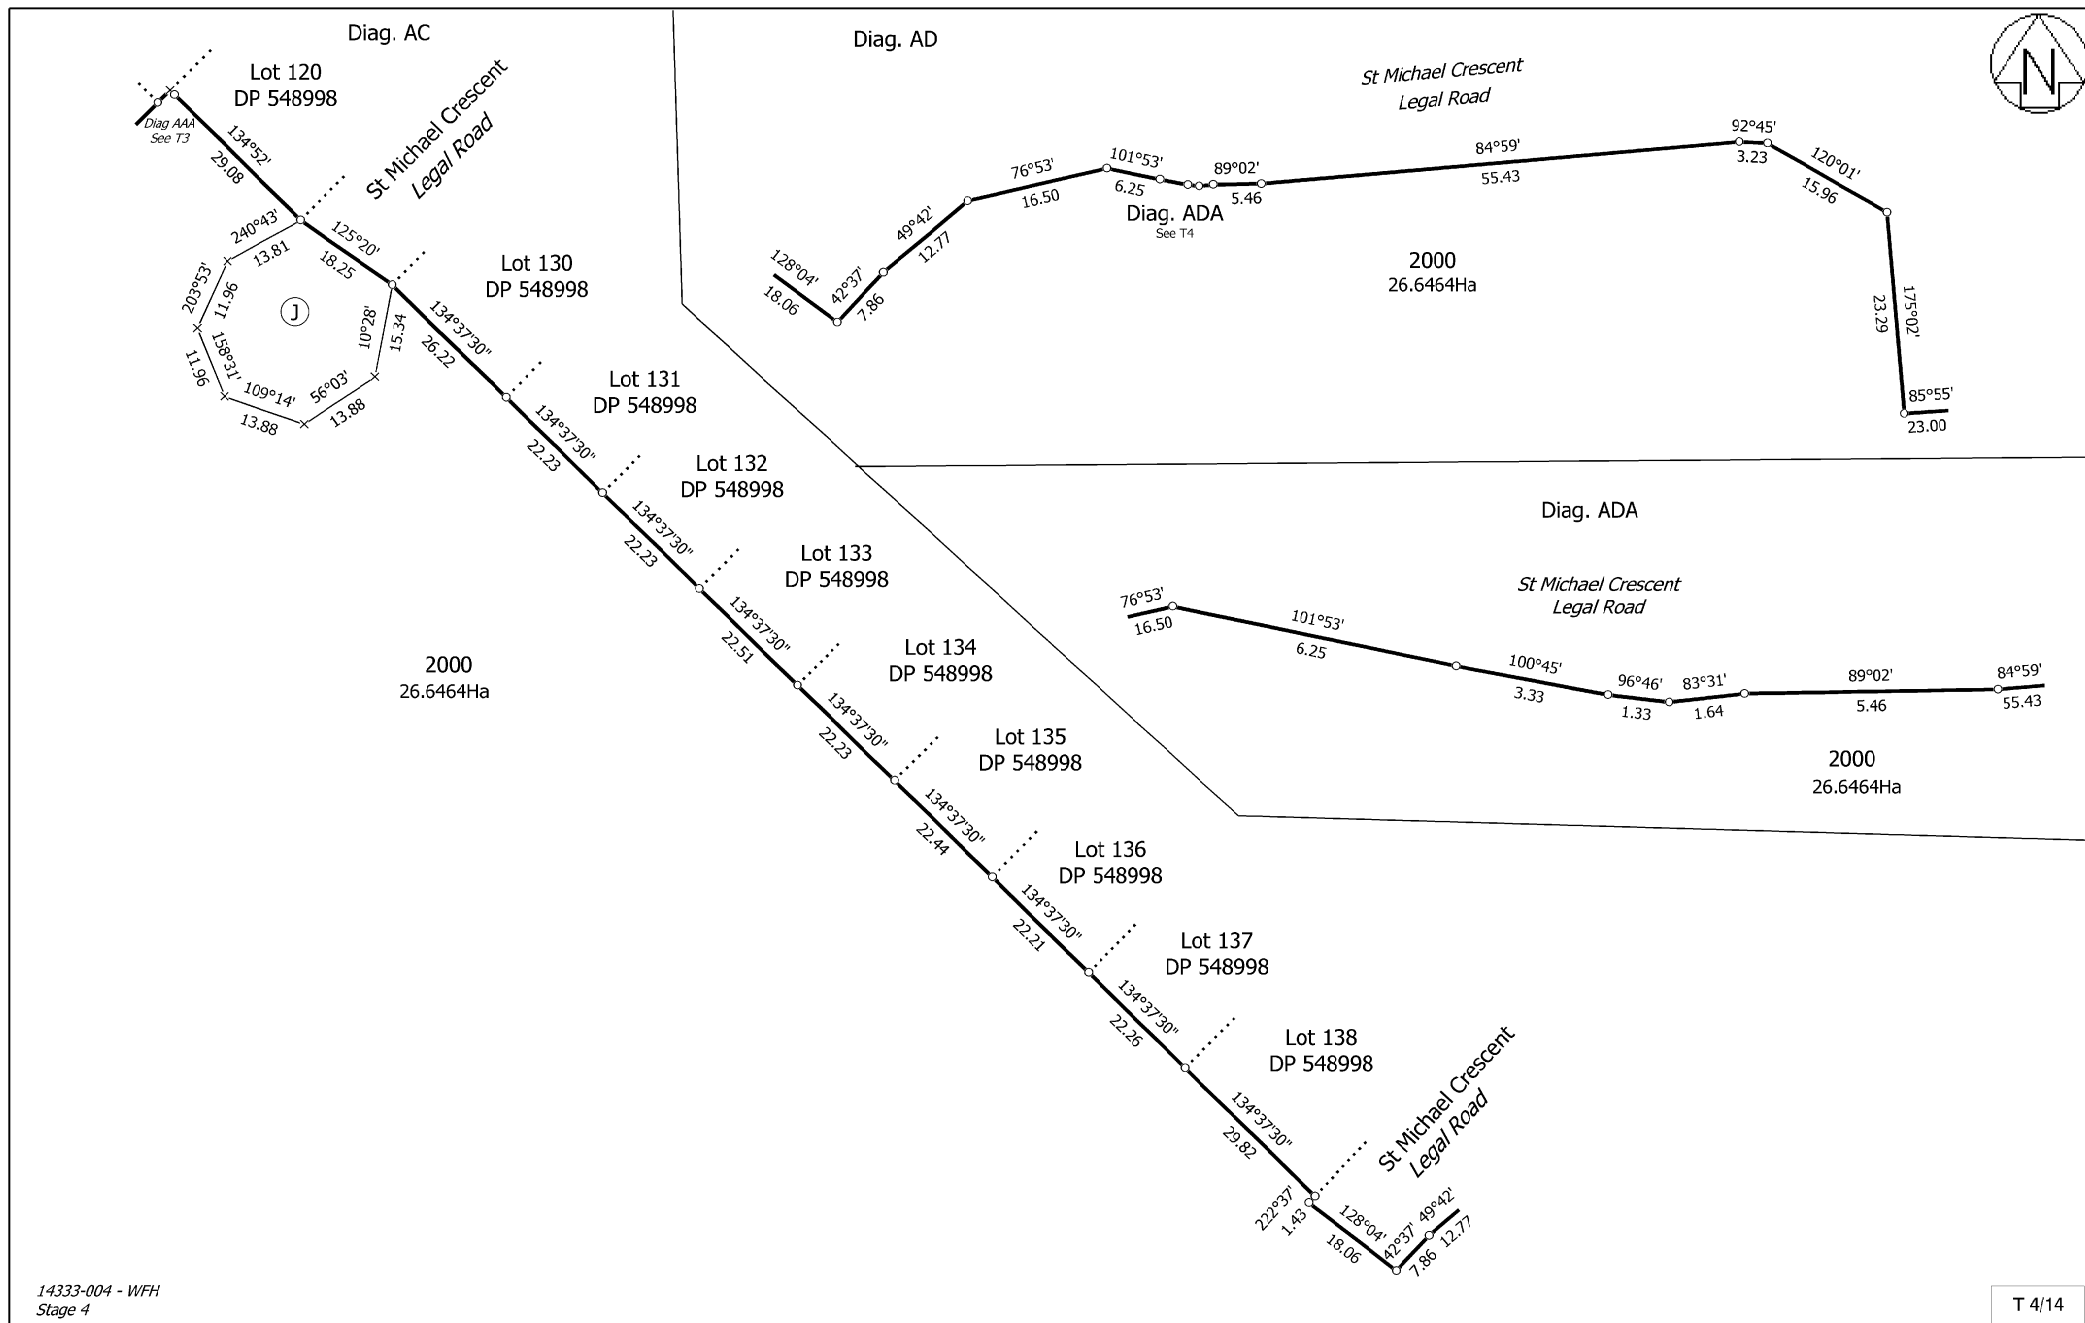 Diag. AC
Lot 120
DP 548998
Diag AAA
See T3
134°52'
29.08
St Michael Crescent
Legal Road
240°43'
13.81
125°20'
18.25
203°53'
11.96
J
158°31'
11.96
109°14'
13.88
56°03'
13.88
10°28'
15.34
Lot 130
DP 548998
134°37'30"
26.22
Lot 131
DP 548998
134°37'30"
22.23
Lot 132
DP 548998
134°37'30"
22.23
Lot 133
DP 548998
134°37'30"
22.51
Lot 134
DP 548998
134°37'30"
22.23
Lot 135
DP 548998
134°37'30"
22.44
Lot 136
DP 548998
134°37'30"
22.21
Lot 137
DP 548998
134°37'30"
22.26
Lot 138
DP 548998
134°37'30"
29.82
St Michael Crescent
Legal Road
222°37'
1.43
128°04'
18.06
42°37'
7.86
49°42'
12.77
2000
26.6464Ha
Diag. AD
St Michael Crescent
Legal Road
N
128°04'
18.06
42°37'
7.86
49°42'
12.77
76°53'
16.50
101°53'
6.25
89°02'
5.46
Diag. ADA
See T4
84°59'
55.43
92°45'
3.23
120°01'
15.96
175°02'
23.29
85°55'
23.00
2000
26.6464Ha
Diag. ADA
St Michael Crescent
Legal Road
76°53'
16.50
101°53'
6.25
100°45'
3.33
96°46'
1.33
83°31'
1.64
89°02'
5.46
84°59'
55.43
2000
26.6464Ha
14333-004 - WFH
Stage 4
T 4/14